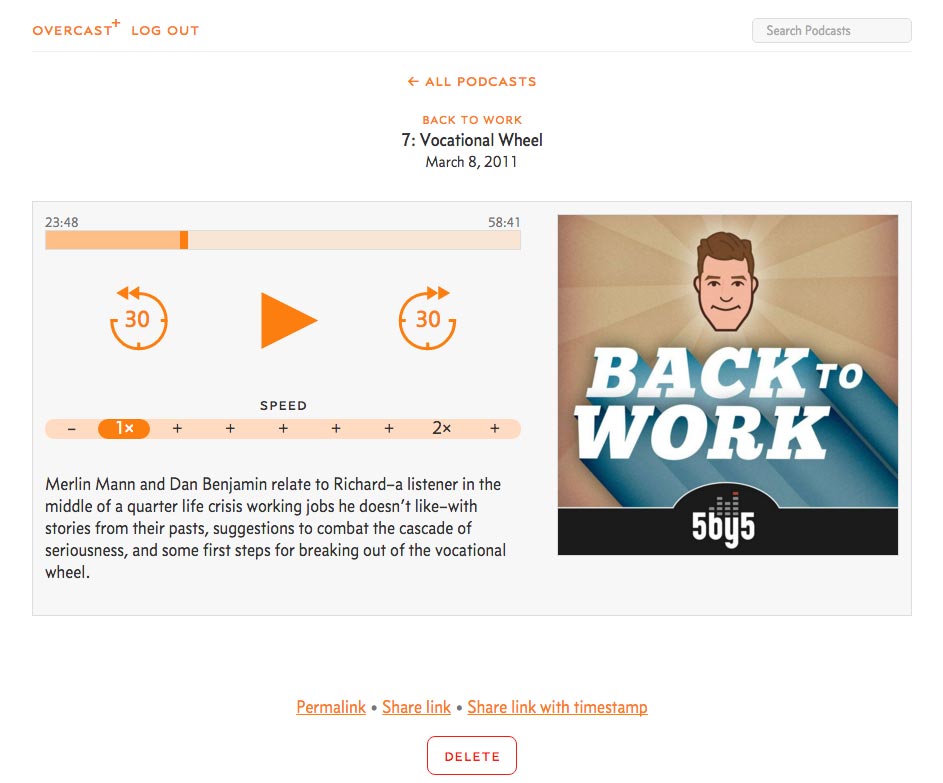 OVERCAST+ LOG OUT
Search Podcasts
← ALL PODCASTS
BACK TO WORK
7: Vocational Wheel
March 8, 2011
23:48 58:41
30 30
SPEED
– 1× + + + + + 2× +
Merlin Mann and Dan Benjamin relate to Richard–a listener in the
middle of a quarter life crisis working jobs he doesn’t like–with
stories from their pasts, suggestions to combat the cascade of
seriousness, and some first steps for breaking out of the vocational
wheel.
BACK TO
WORK
5by5
Permalink • Share link • Share link with timestamp
DELETE